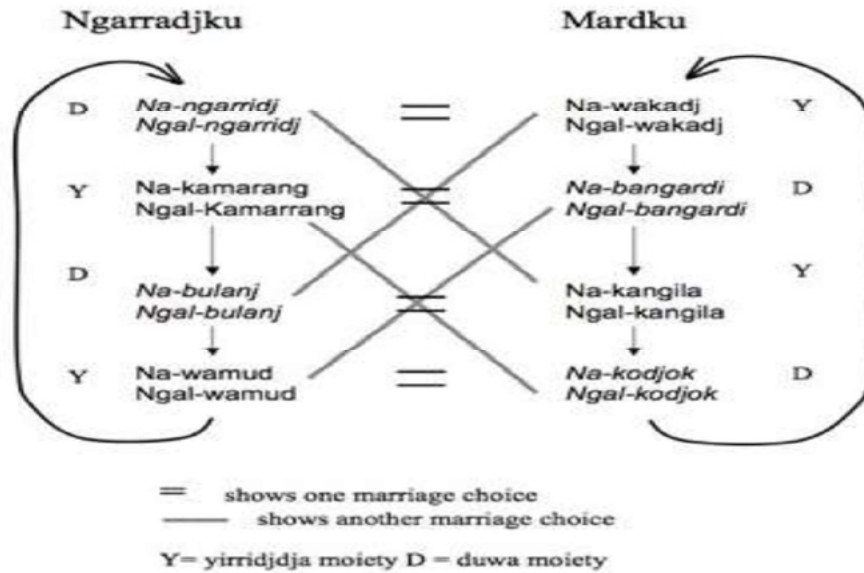 Ngarradjku Mardku
D Na-ngarridj = Na-wakadj Y
Ngal-ngarridj Ngal-wakadj
Y Na-kamarang = Na-bangardi D
Ngal-Kamarrang Ngal-bangardi
D Na-bulanj = Na-kangila Y
Ngal-bulanj Ngal-kangila
Y Na-wamud = Na-kodjok D
Ngal-wamud Ngal-kodjok
= shows one marriage choice
shows another marriage choice
Y= yirridjdja moiety D = duwa moiety